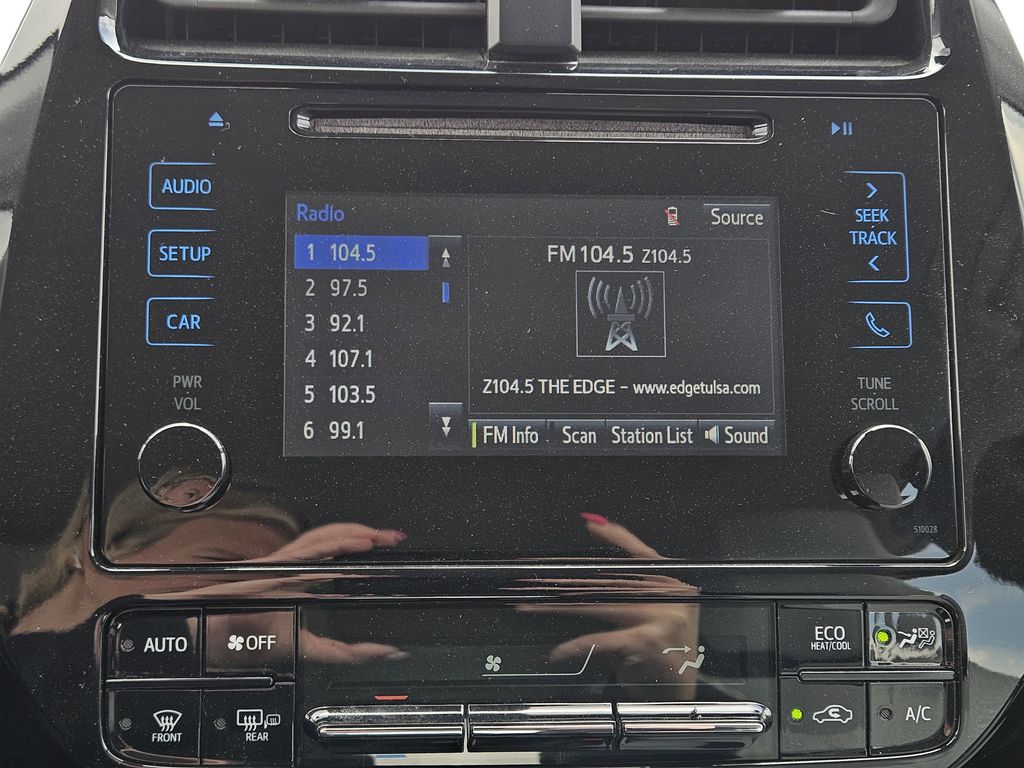 AUDIO
SETUP
CAR
PWR
VOL
Radio
Source
1 104.5
2 97.5
3 92.1
4 107.1
5 103.5
6 99.1
FM 104.5 Z104.5
Z104.5 THE EDGE - www.edgetulsa.com
FM Info Scan Station List Sound
SEEK
TRACK
TUNE
SCROLL
510028
AUTO
OFF
ECO
HEAT/COOL
FRONT
REAR
A/C